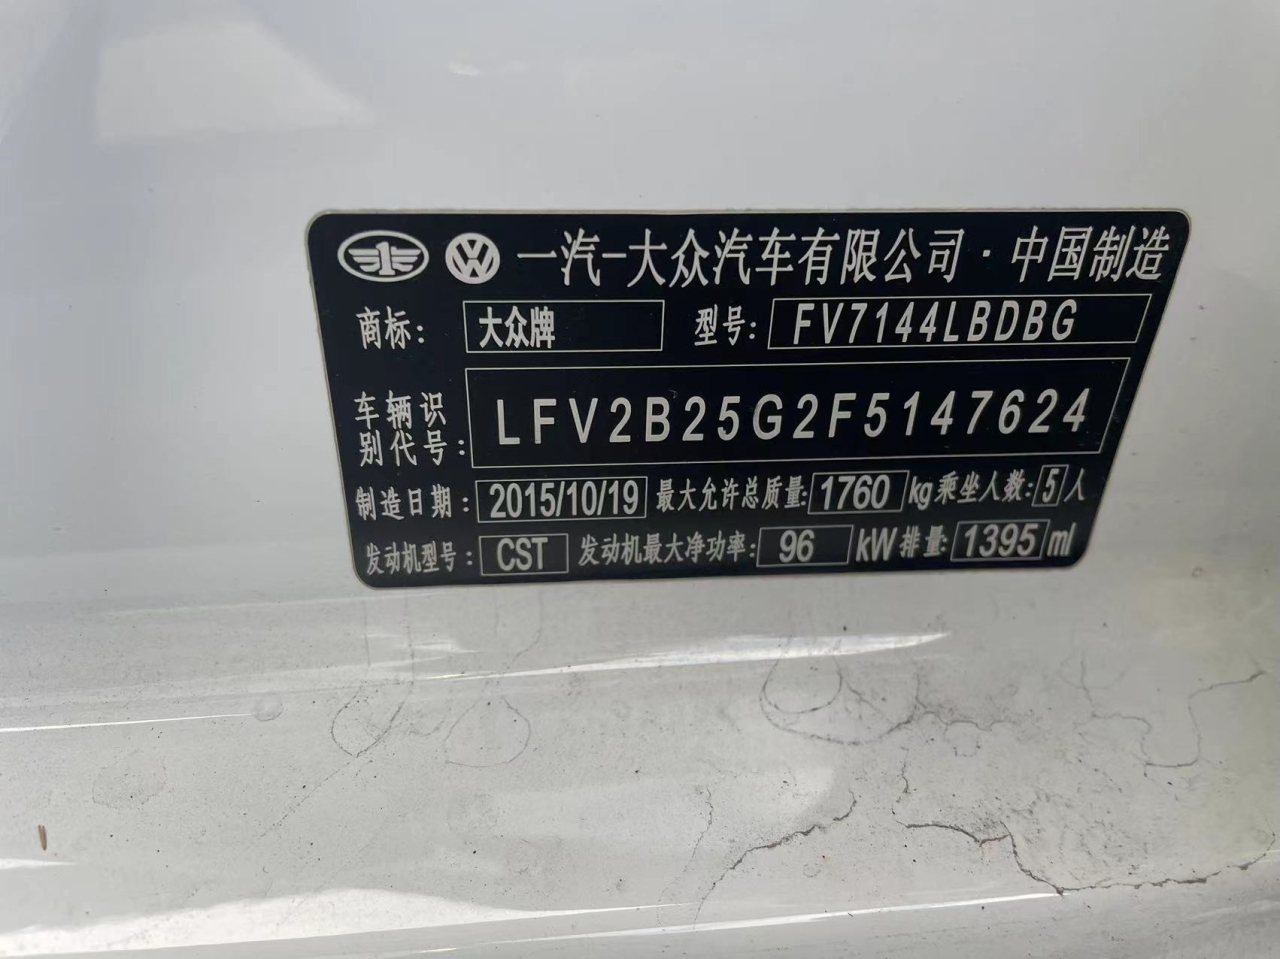 一汽-大众汽车有限公司·中国制造
商标: 大众牌 型号: FV7144LBDBG
车辆识别代号: LFV2B25G2F5147624
制造日期: 2015/10/19 最大允许总质量: 1760 kg 乘坐人数: 5 人
发动机型号: CST 发动机最大净功率: 96 kW 排量: 1395 ml